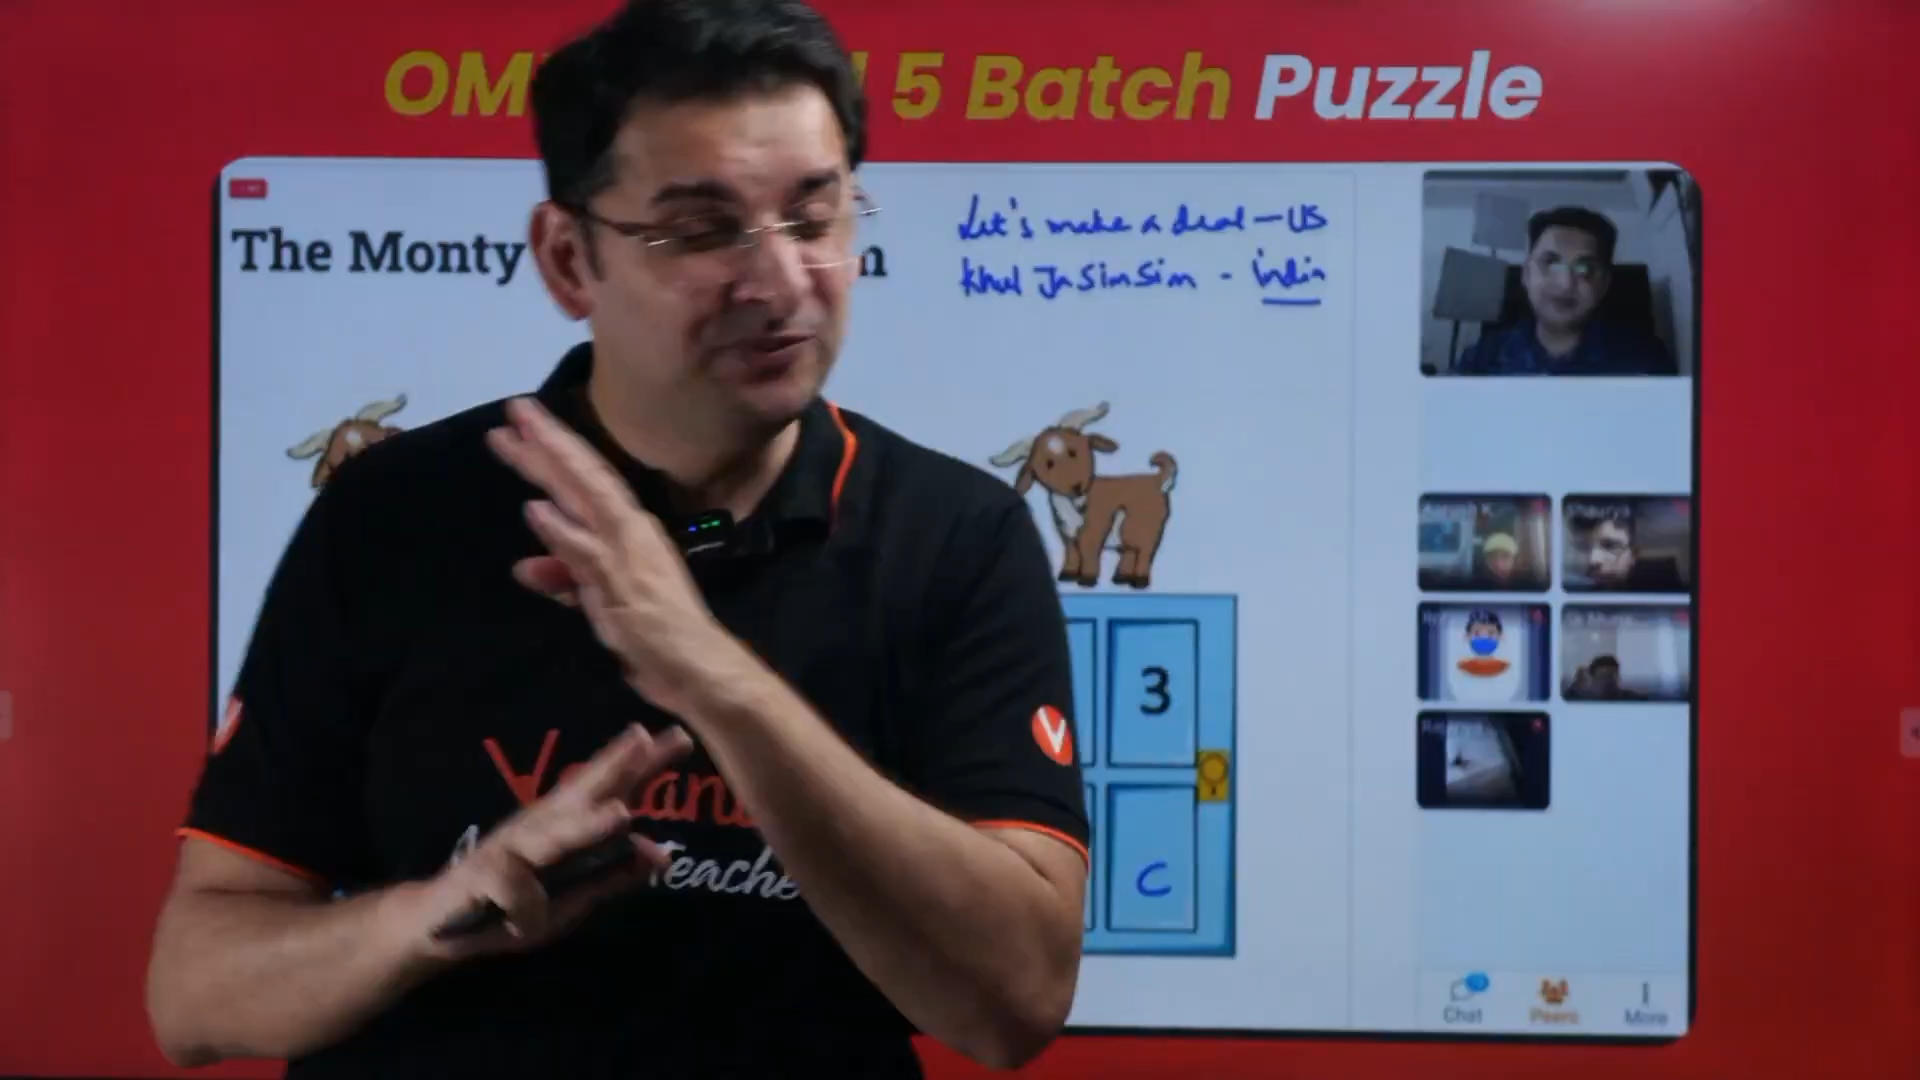 OM 5 Batch Puzzle
The Monty
Let's make a deal - US
Khul Ja Sim Sim - India
3
C
Teache
Chat
Peers
More